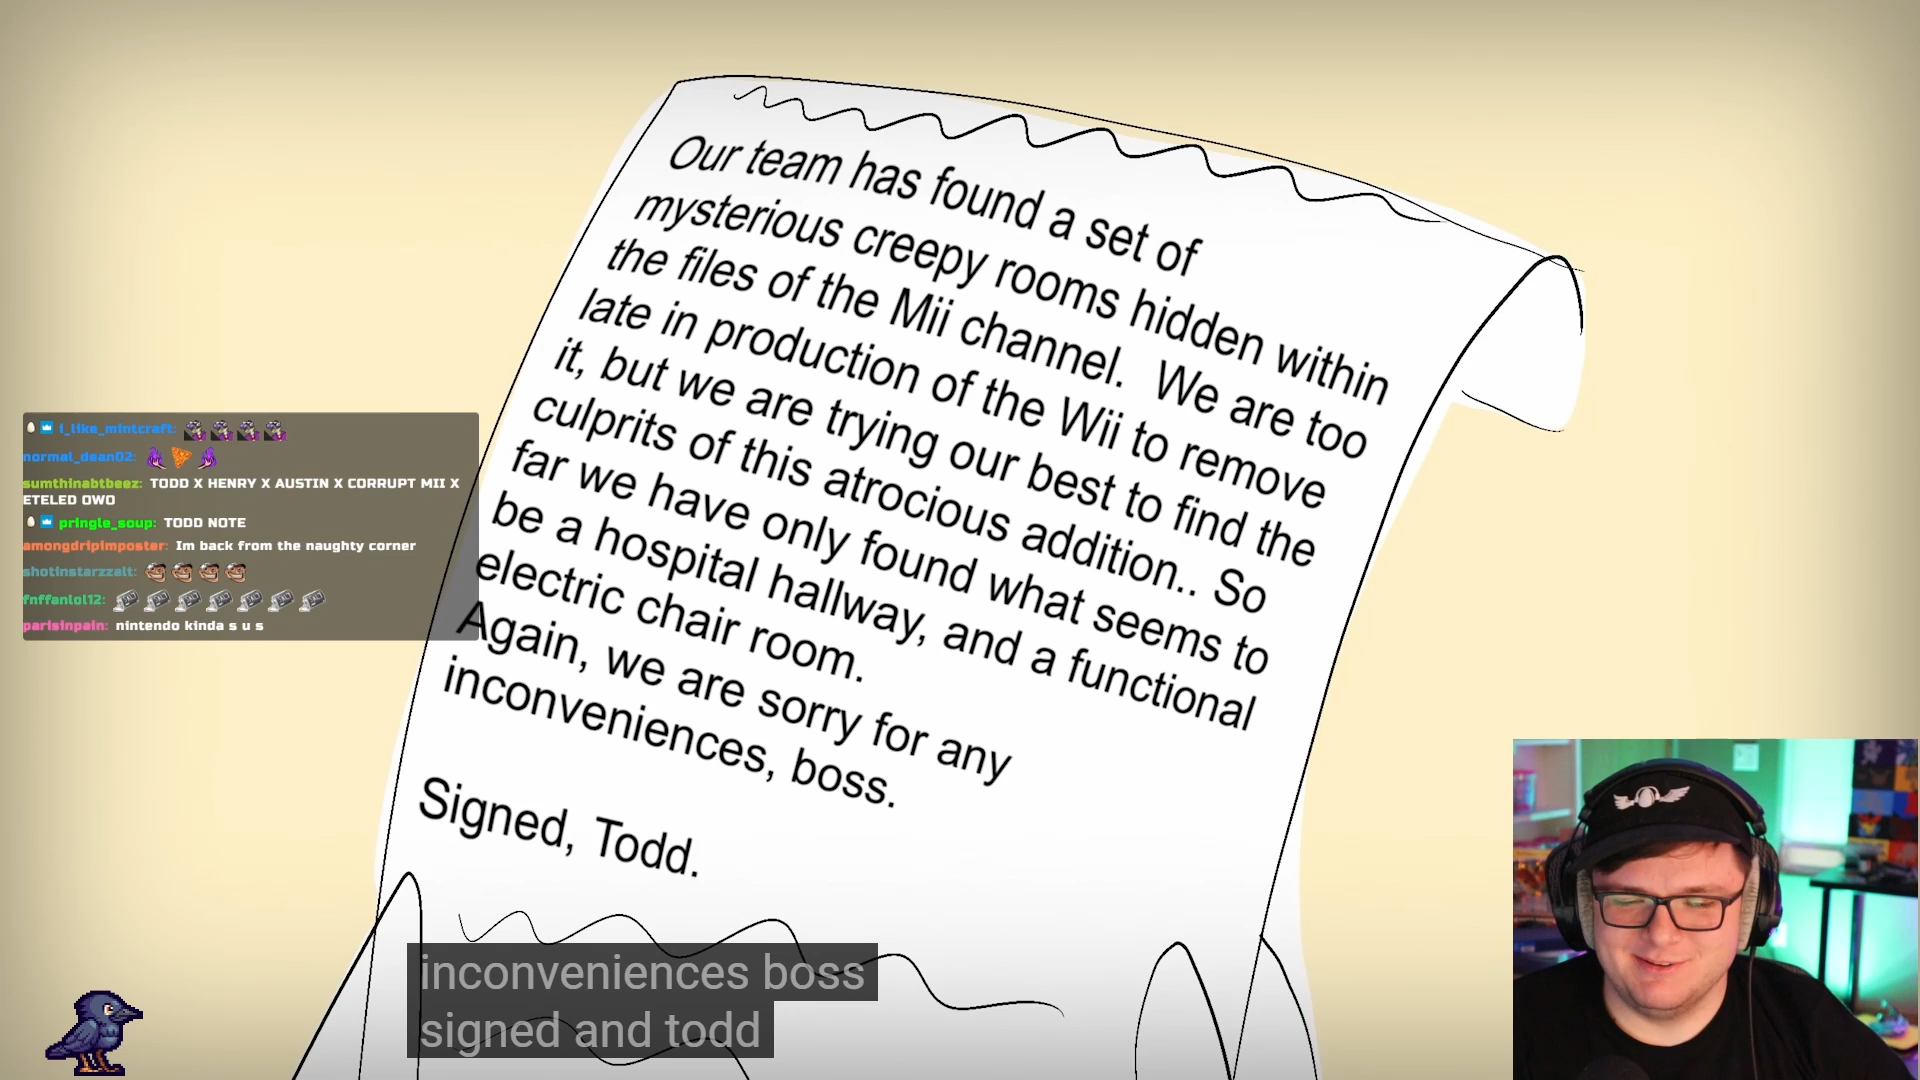 Our team has found a set of
mysterious creepy rooms hidden within
the files of the Mii channel.  We are too
late in production of the Wii to remove
it, but we are trying our best to find the
culprits of this atrocious addition.. So
far we have only found what seems to
be a hospital hallway, and a functional
electric chair room.
Again, we are sorry for any
inconveniences, boss.
Signed, Todd.
i_like_mintcraft:
normal_dean02:
sumthinabtbeez: TODD X HENRY X AUSTIN X CORRUPT MII X
ETELED OWO
pringle_soup: TODD NOTE
amongdripimposter: Im back from the naughty corner
shotinstarzzalt:
fnffanlol12:
parisinpain: nintendo kinda s u s
inconveniences boss
signed and todd